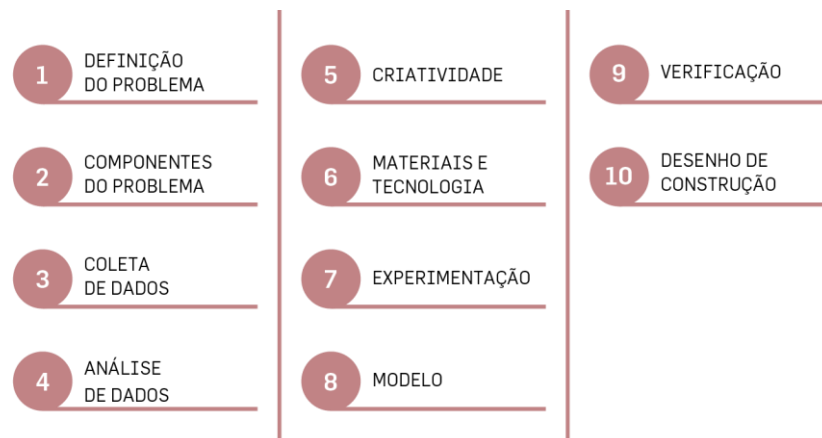 1
DEFINIÇÃO
DO PROBLEMA
2
COMPONENTES
DO PROBLEMA
3
COLETA
DE DADOS
4
ANÁLISE
DE DADOS
5
CRIATIVIDADE
6
MATERIAIS E
TECNOLOGIA
7
EXPERIMENTAÇÃO
8
MODELO
9
VERIFICAÇÃO
10
DESENHO DE
CONSTRUÇÃO